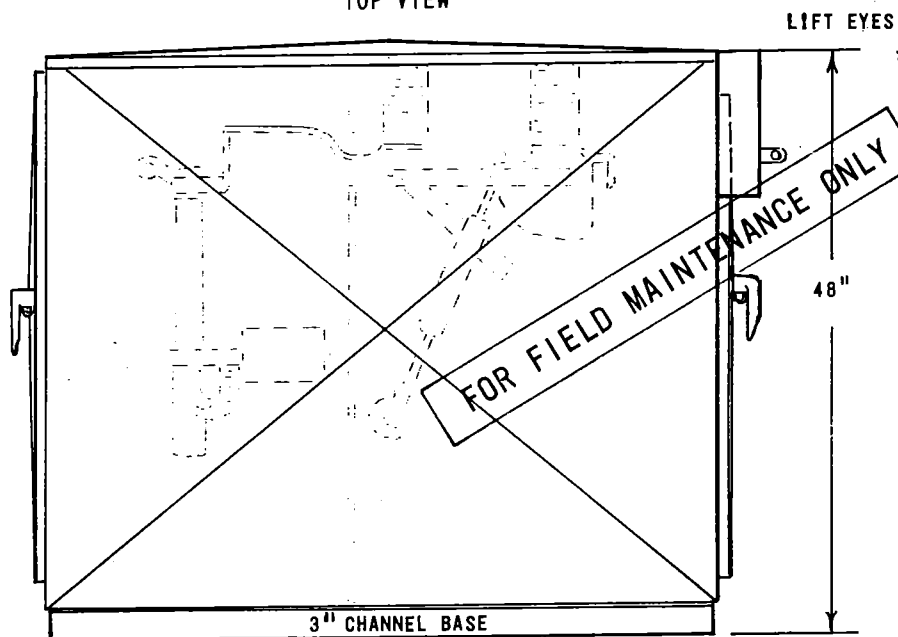 TOP VIEW
LIFT EYES
FOR FIELD MAINTENANCE ONLY
48"
3" CHANNEL BASE